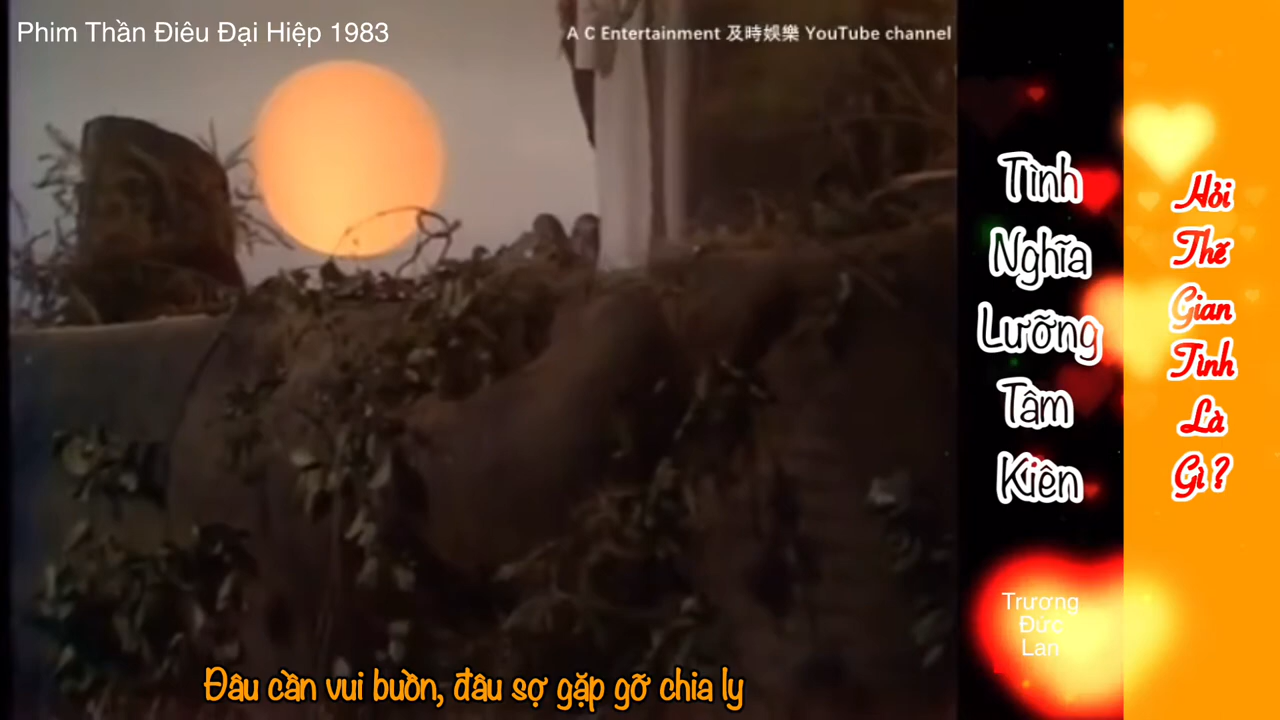 Phim Thần Điêu Đại Hiệp 1983
A C Entertainment 及時娛樂 YouTube channel
Tình
Nghĩa
Lưỡng
Tâm
Kiên
Hỏi
Thế
Gian
Tình
Là
Gì ?
Trương
Đức
Lan
Đâu cần vui buồn, đâu sợ gặp gỡ chia ly